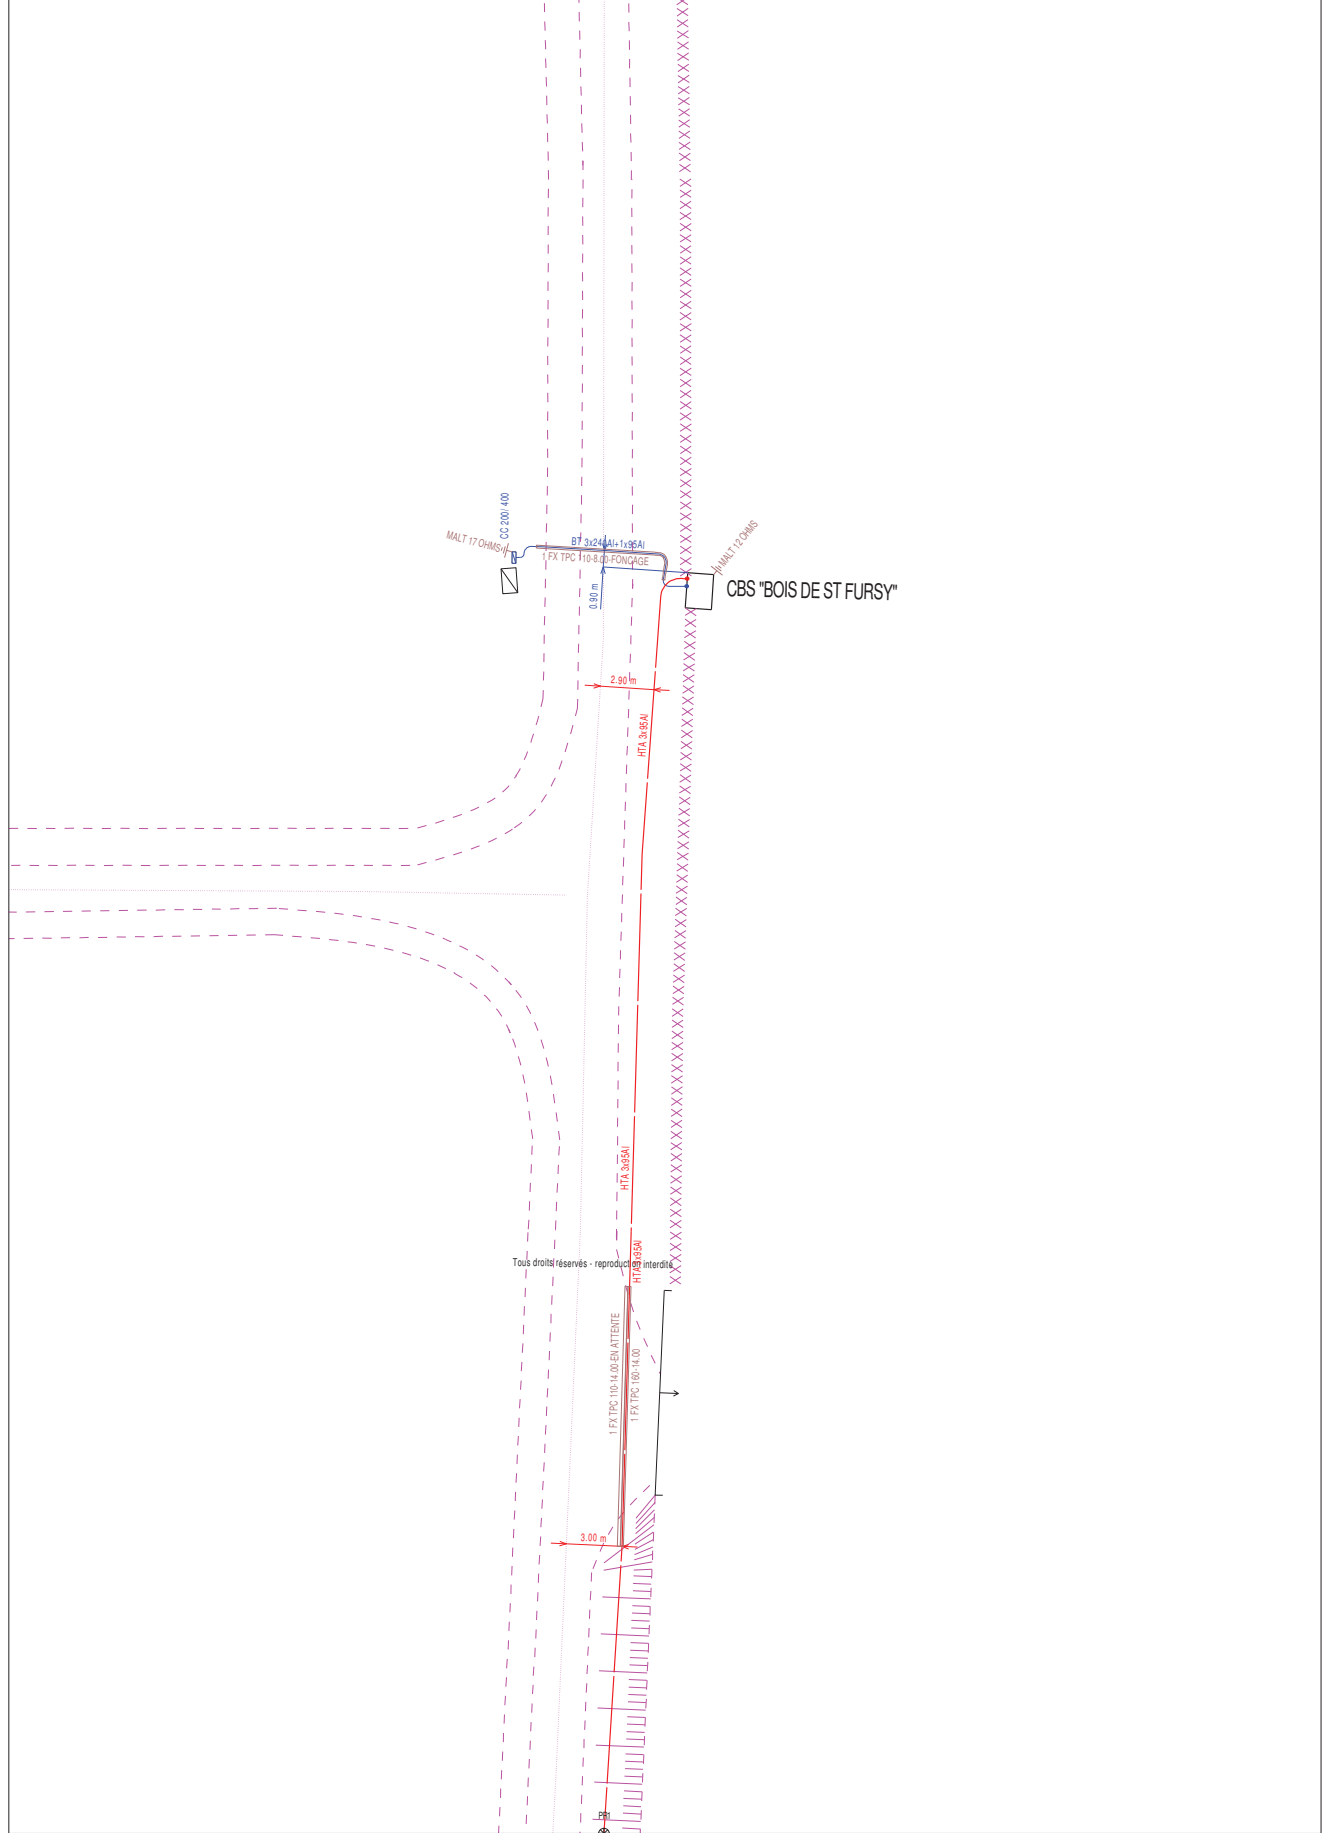 CC 200/ 400
MALT 17 OHMS
BT 3x240Al+1x95Al
1 FX TPC 110-8.00-FONCAGE
MALT 12 OHMS
CBS "BOIS DE ST FURSY"
0.90 m
2.90 m
HTA 3x95Al
HTA 3x95Al
HTA 3x95Al
Tous droits réservés - reproduction interdite
1 FX TPC 110-14.00-EN ATTENTE
1 FX TPC 160-14.00
3.00 m
PR1